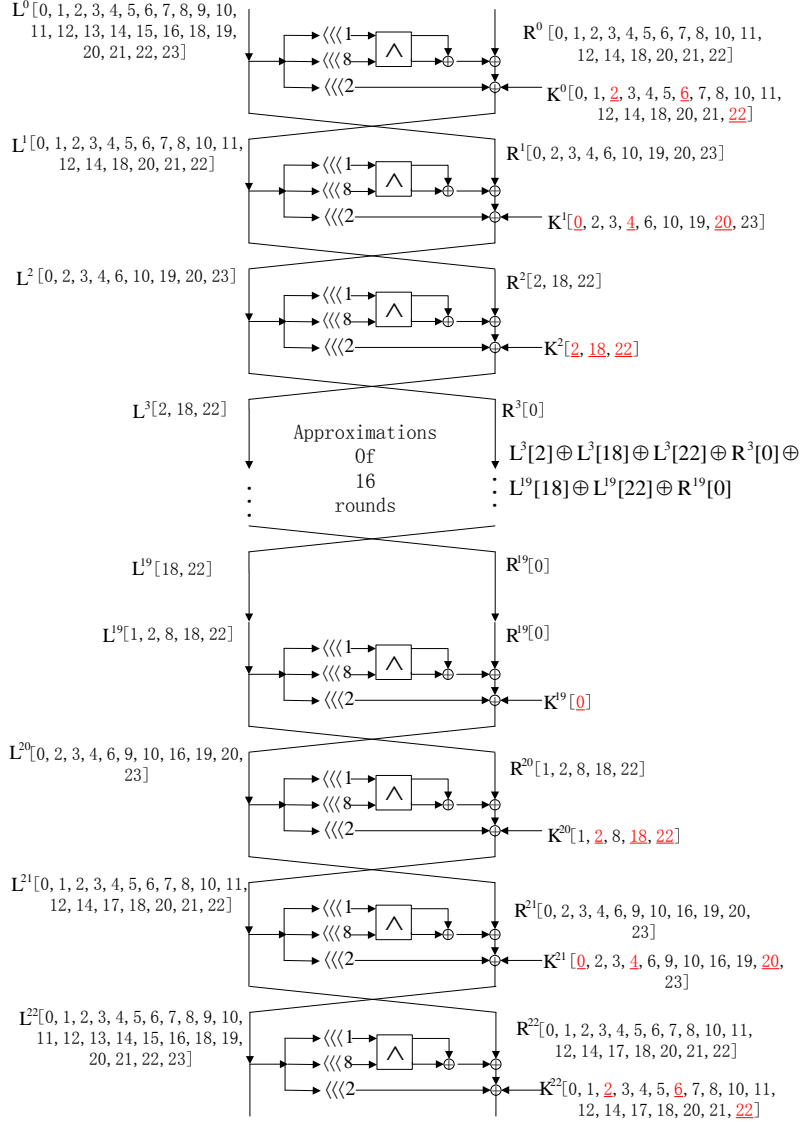 L⁰[0, 1, 2, 3, 4, 5, 6, 7, 8, 9, 10,
11, 12, 13, 14, 15, 16, 18, 19,
20, 21, 22, 23]
R⁰ [0, 1, 2, 3, 4, 5, 6, 7, 8, 10, 11,
12, 14, 18, 20, 21, 22]
⋘1
∧
⋘8
⋘2
K⁰[0, 1, 2, 3, 4, 5, 6, 7, 8, 10, 11,
12, 14, 18, 20, 21, 22]
L¹[0, 1, 2, 3, 4, 5, 6, 7, 8, 10, 11,
12, 14, 18, 20, 21, 22]
R¹[0, 2, 3, 4, 6, 10, 19, 20, 23]
⋘1
∧
⋘8
⋘2
K¹[0, 2, 3, 4, 6, 10, 19, 20, 23]
L² [0, 2, 3, 4, 6, 10, 19, 20, 23]
R²[2, 18, 22]
⋘1
∧
⋘8
⋘2
K²[2, 18, 22]
L³[2, 18, 22]
R³[0]
Approximations
Of
16
rounds
L³[2]⊕L³[18]⊕L³[22]⊕R³[0]⊕
L¹⁹[18]⊕L¹⁹[22]⊕R¹⁹[0]
L¹⁹[18, 22]
R¹⁹[0]
L¹⁹[1, 2, 8, 18, 22]
R¹⁹[0]
⋘1
∧
⋘8
⋘2
K¹⁹[0]
L²⁰[0, 2, 3, 4, 6, 9, 10, 16, 19, 20,
23]
R²⁰[1, 2, 8, 18, 22]
⋘1
∧
⋘8
⋘2
K²⁰[1, 2, 8, 18, 22]
L²¹[0, 1, 2, 3, 4, 5, 6, 7, 8, 10, 11,
12, 14, 17, 18, 20, 21, 22]
R²¹[0, 2, 3, 4, 6, 9, 10, 16, 19, 20,
23]
⋘1
∧
⋘8
⋘2
K²¹[0, 2, 3, 4, 6, 9, 10, 16, 19, 20,
23]
L²²[0, 1, 2, 3, 4, 5, 6, 7, 8, 9, 10,
11, 12, 13, 14, 15, 16, 18, 19,
20, 21, 22, 23]
R²²[0, 1, 2, 3, 4, 5, 6, 7, 8, 10, 11,
12, 14, 17, 18, 20, 21, 22]
⋘1
∧
⋘8
⋘2
K²²[0, 1, 2, 3, 4, 5, 6, 7, 8, 10, 11,
12, 14, 17, 18, 20, 21, 22]